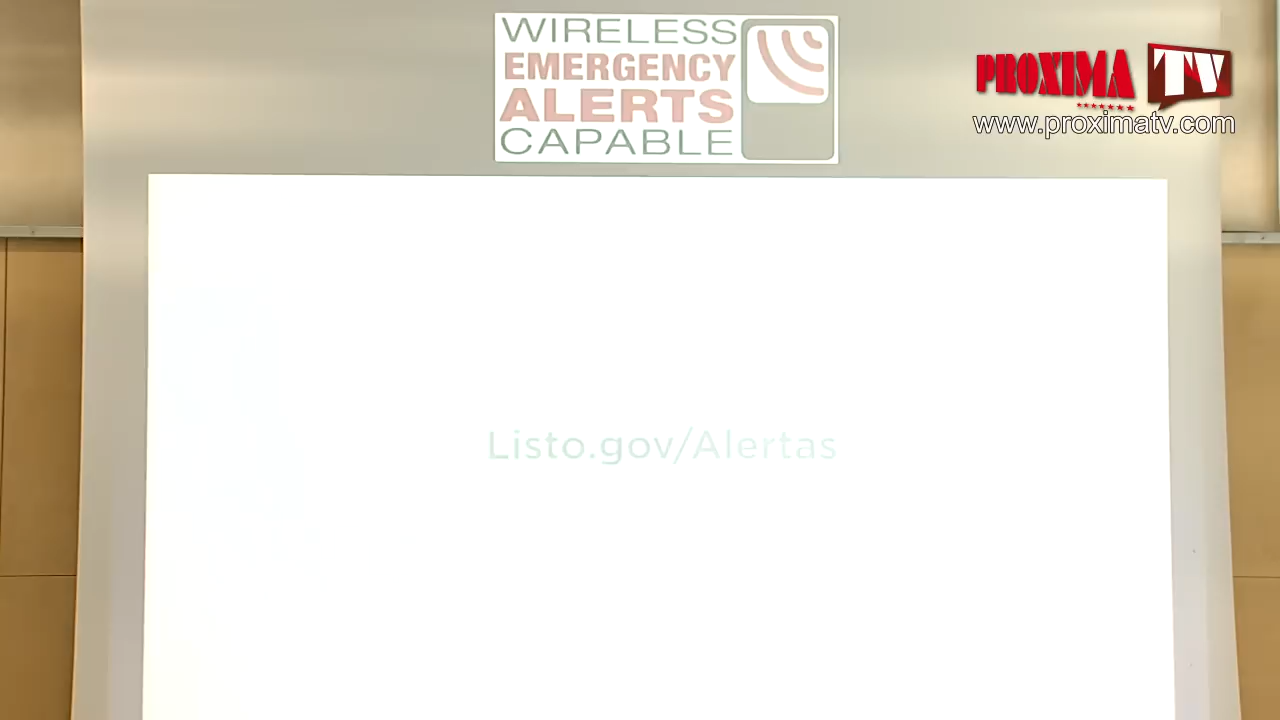 WIRELESS
EMERGENCY
ALERTS
CAPABLE
PROXIMA TV
www.proximatv.com
Listo.gov/Alertas